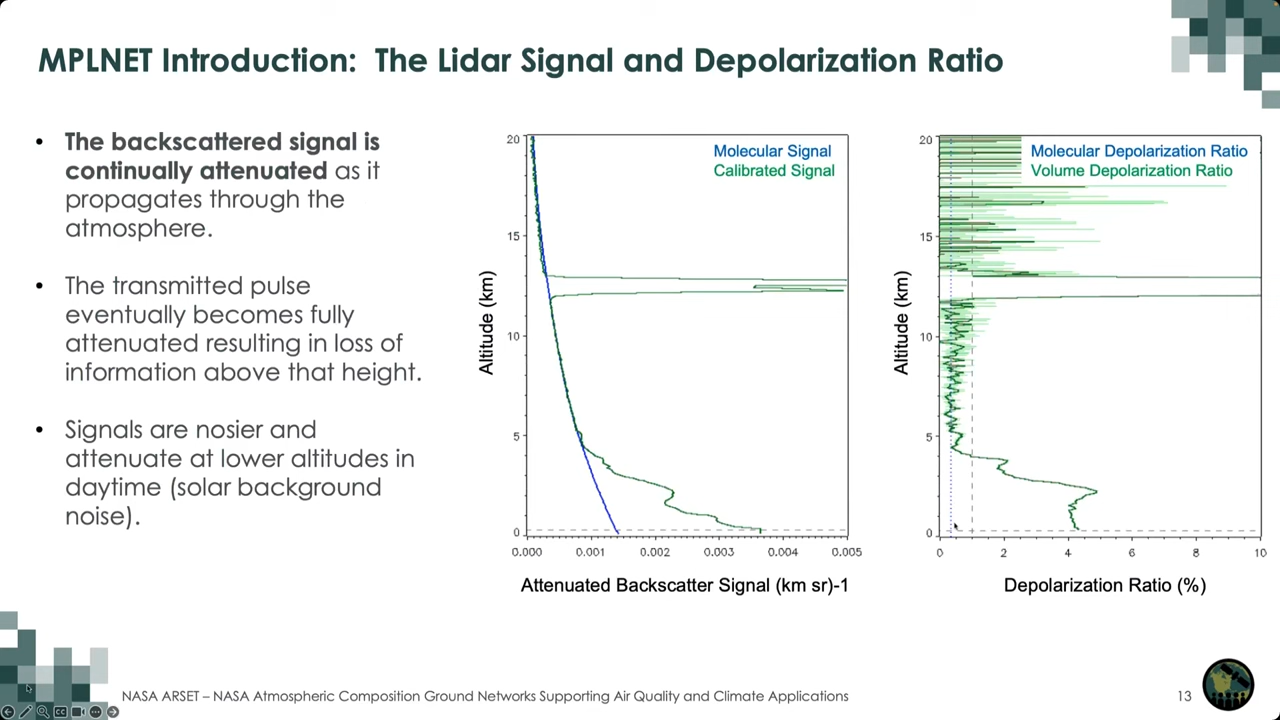 MPLNET Introduction: The Lidar Signal and Depolarization Ratio
• The backscattered signal is
continually attenuated as it
propagates through the
atmosphere.
• The transmitted pulse
eventually becomes fully
attenuated resulting in loss of
information above that height.
• Signals are nosier and
attenuate at lower altitudes in
daytime (solar background
noise).
Molecular Signal
Calibrated Signal
Altitude (km)
20
15
10
5
0
0.000 0.001 0.002 0.003 0.004 0.005
Attenuated Backscatter Signal (km sr)-1
Molecular Depolarization Ratio
Volume Depolarization Ratio
Altitude (km)
20
15
10
5
0
0 2 4 6 8 10
Depolarization Ratio (%)
NASA ARSET – NASA Atmospheric Composition Ground Networks Supporting Air Quality and Climate Applications
13